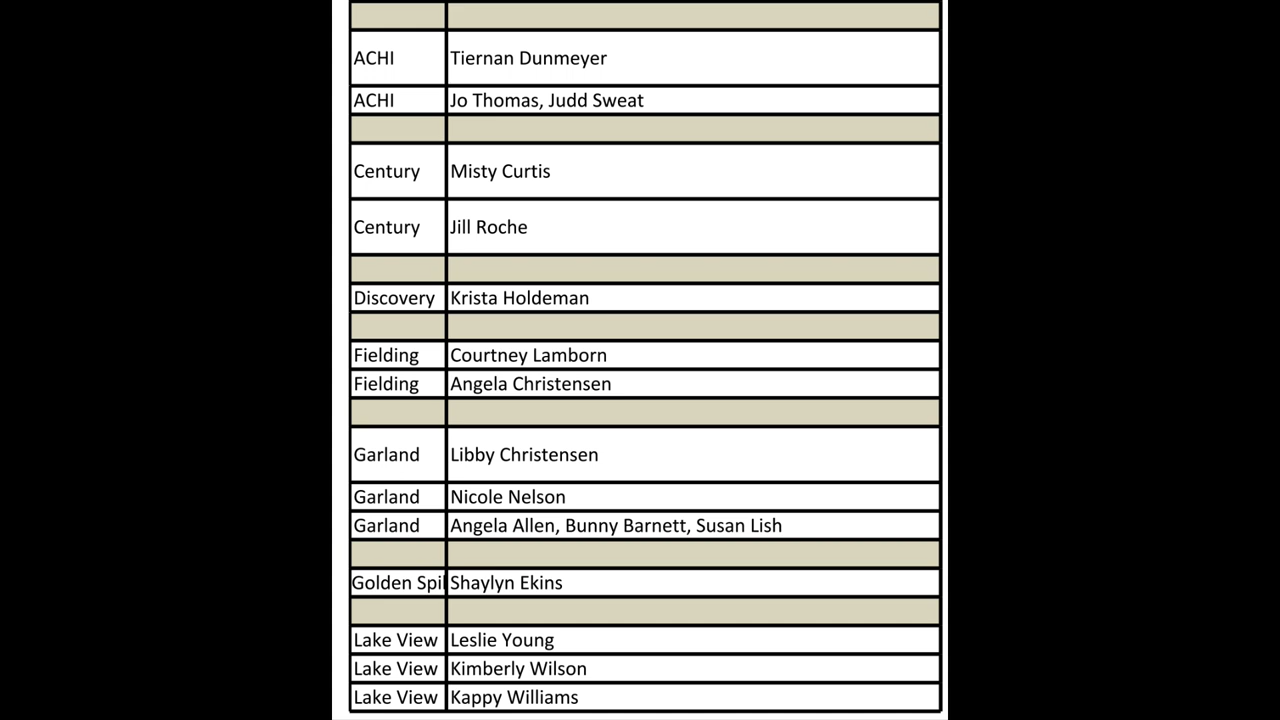 ACHI Tiernan Dunmeyer
ACHI Jo Thomas, Judd Sweat
Century Misty Curtis
Century Jill Roche
Discovery Krista Holdeman
Fielding Courtney Lamborn
Fielding Angela Christensen
Garland Libby Christensen
Garland Nicole Nelson
Garland Angela Allen, Bunny Barnett, Susan Lish
Golden Spi Shaylyn Ekins
Lake View Leslie Young
Lake View Kimberly Wilson
Lake View Kappy Williams